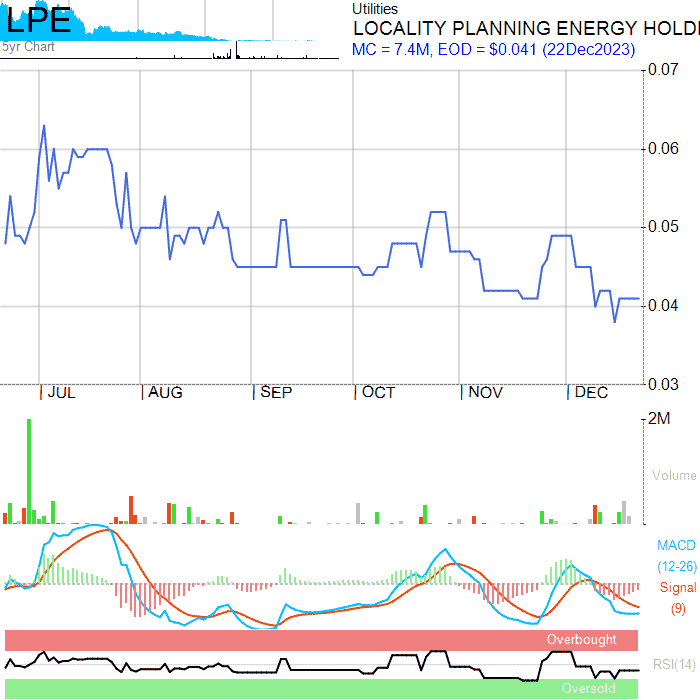 LPE
5yr Chart
Utilities
LOCALITY PLANNING ENERGY HOLDI
MC = 7.4M, EOD = $0.041 (22Dec2023)
0.07
0.06
0.05
0.04
0.03
JUL AUG SEP OCT NOV DEC
2M
Volume
MACD
(12-26)
Signal
(9)
Overbought
RSI(14)
Oversold